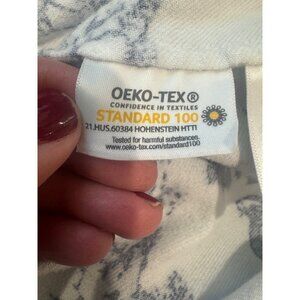 OEKO-TEX®
CONFIDENCE IN TEXTILES
STANDARD 100
21.HUS.60384 HOHENSTEIN HTTI
Tested for harmful substances.
www.oeko-tex.com/standard100